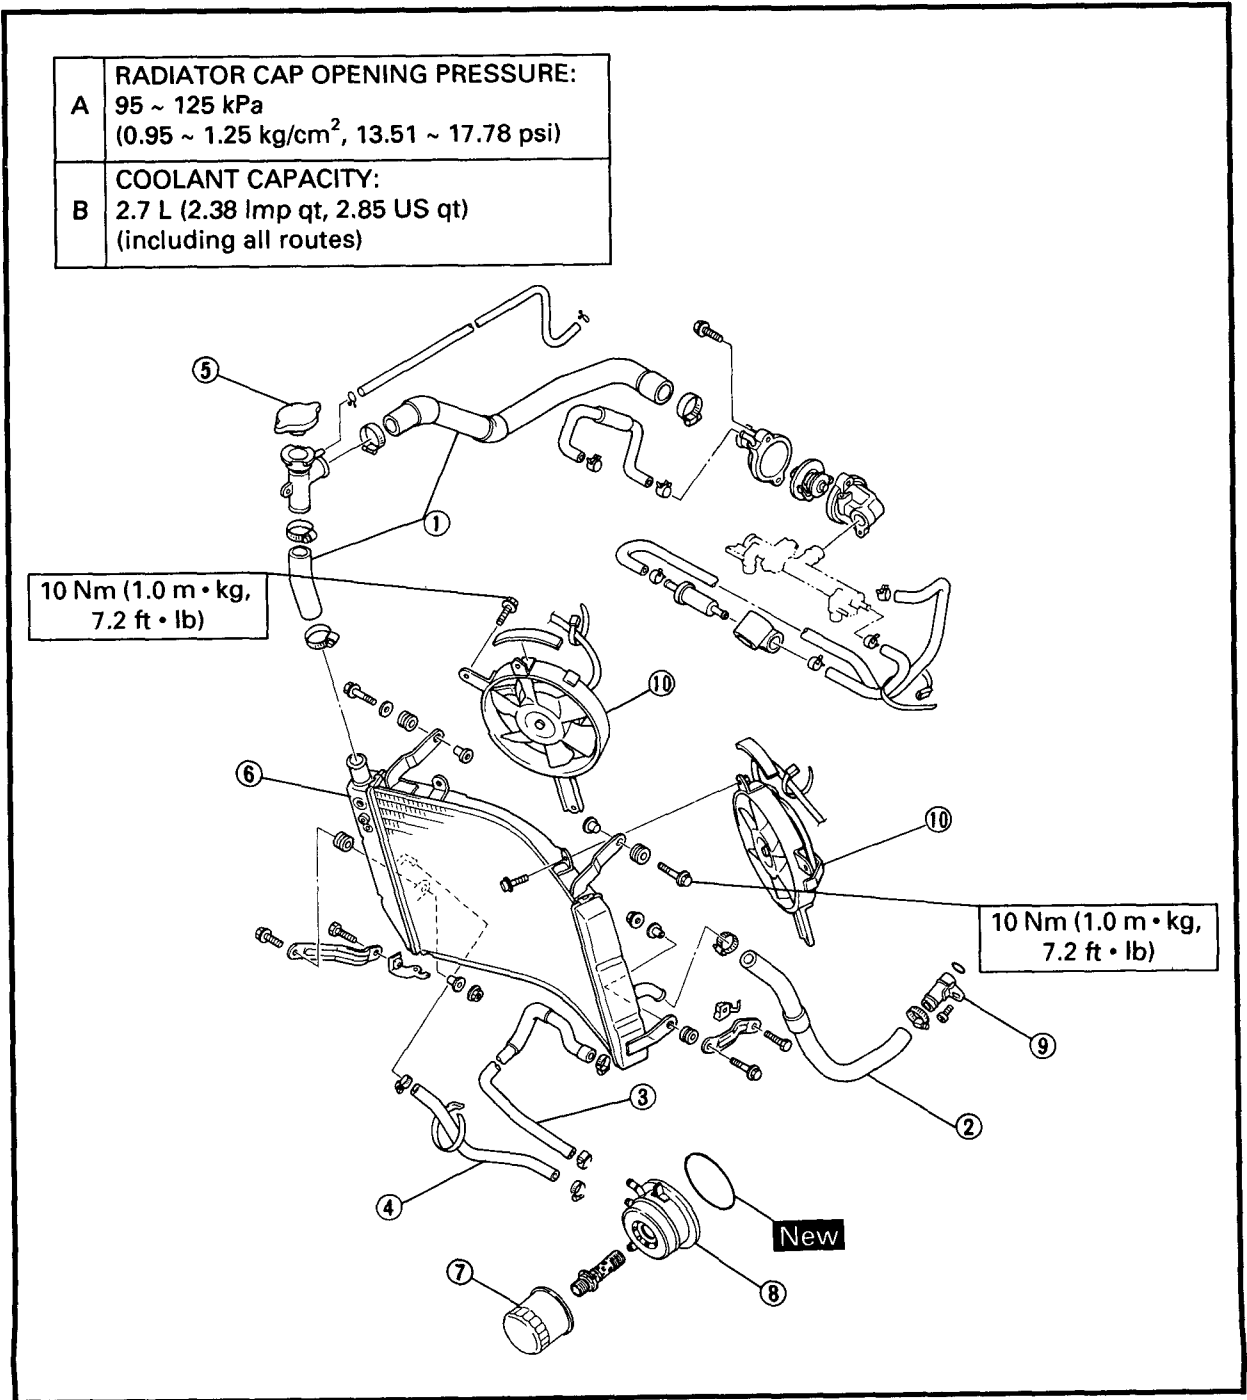 A
RADIATOR CAP OPENING PRESSURE:
95 ~ 125 kPa
(0.95 ~ 1.25 kg/cm², 13.51 ~ 17.78 psi)
B
COOLANT CAPACITY:
2.7 L (2.38 Imp qt, 2.85 US qt)
(including all routes)
⑤
①
10 Nm (1.0 m • kg,
7.2 ft • lb)
⑩
⑥
⑩
10 Nm (1.0 m • kg,
7.2 ft • lb)
⑨
③
②
④
New
⑦
⑧